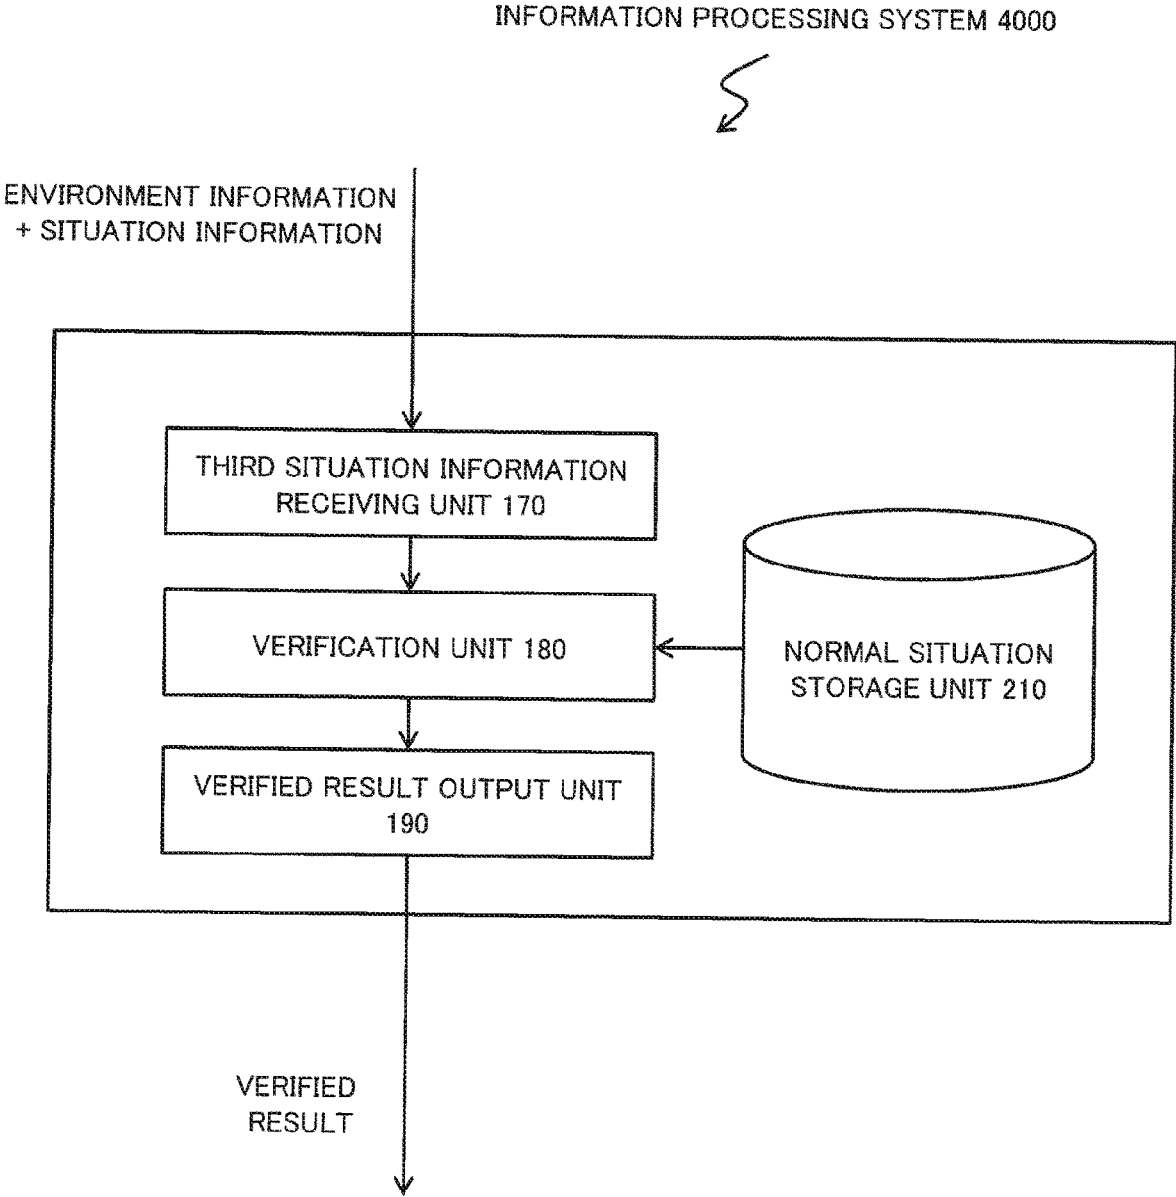 INFORMATION PROCESSING SYSTEM 4000
ENVIRONMENT INFORMATION
+ SITUATION INFORMATION
THIRD SITUATION INFORMATION
RECEIVING UNIT 170
VERIFICATION UNIT 180
NORMAL SITUATION
STORAGE UNIT 210
VERIFIED RESULT OUTPUT UNIT
190
VERIFIED
RESULT